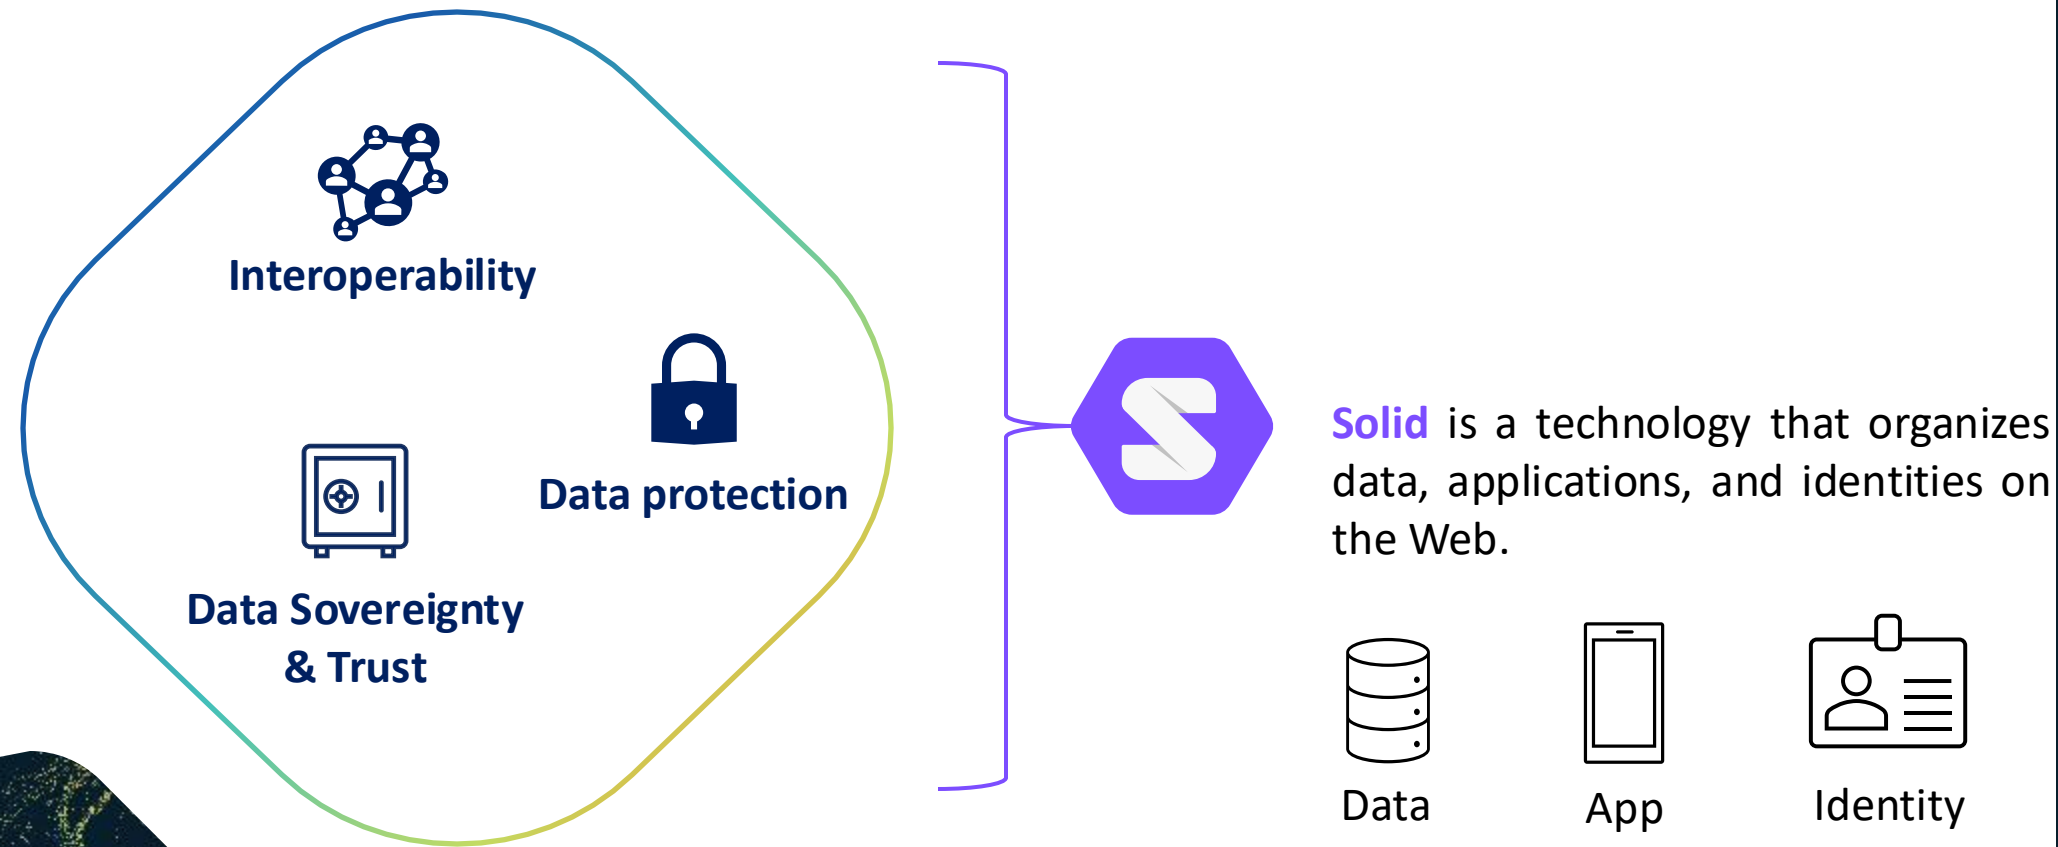 Interoperability
Data protection
Data Sovereignty
& Trust
Solid is a technology that organizes
data, applications, and identities on
the Web.
Data
App
Identity